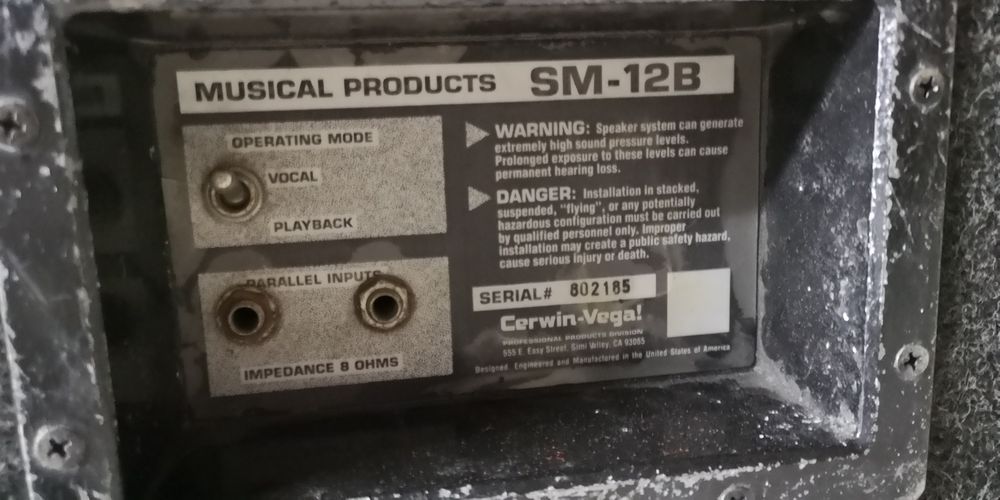 MUSICAL PRODUCTS SM-12B
OPERATING MODE
VOCAL
PLAYBACK
PARALLEL INPUTS
IMPEDANCE 8 OHMS
WARNING: Speaker system can generate
extremely high sound pressure levels.
Prolonged exposure to these levels can cause
permanent hearing loss.
DANGER: Installation in stacked,
suspended, "flying", or any potentially
hazardous configuration must be carried out
by qualified personnel only. Improper
installation may create a public safety hazard,
cause serious injury or death.
SERIAL# 802185
Cerwin-Vega!
PROFESSIONAL PRODUCTS DIVISION
555 E. Easy Street, Simi Valley, CA 93065
Designed, Engineered and Manufactured in the United States of America